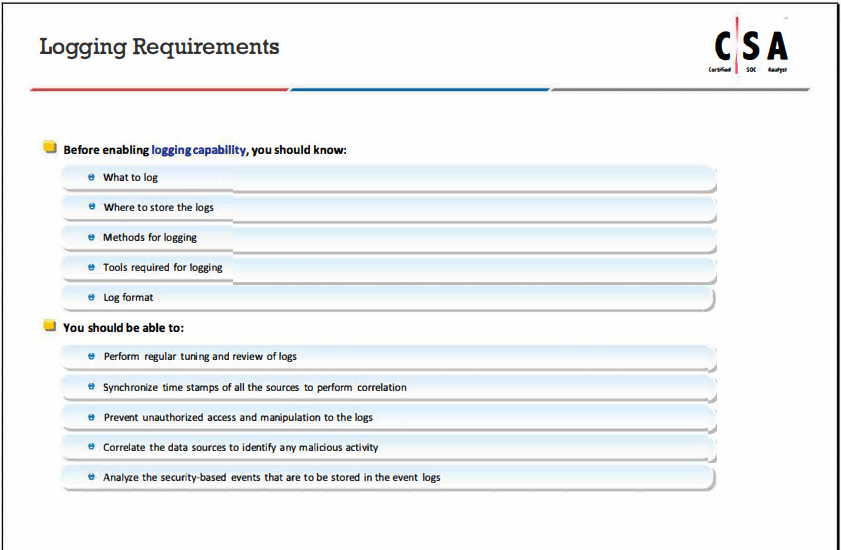 Logging Requirements
C S A
Certified SOC Analyst
Before enabling logging capability, you should know:
What to log
Where to store the logs
Methods for logging
Tools required for logging
Log format
You should be able to:
Perform regular tuning and review of logs
Synchronize time stamps of all the sources to perform correlation
Prevent unauthorized access and manipulation to the logs
Correlate the data sources to identify any malicious activity
Analyze the security-based events that are to be stored in the event logs